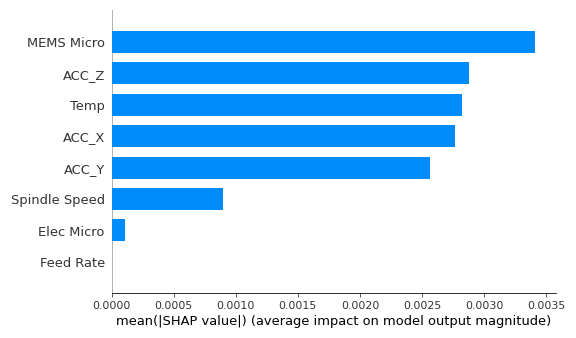 MEMS Micro
ACC_Z
Temp
ACC_X
ACC_Y
Spindle Speed
Elec Micro
Feed Rate
0.0000 0.0005 0.0010 0.0015 0.0020 0.0025 0.0030 0.0035
mean(|SHAP value|) (average impact on model output magnitude)